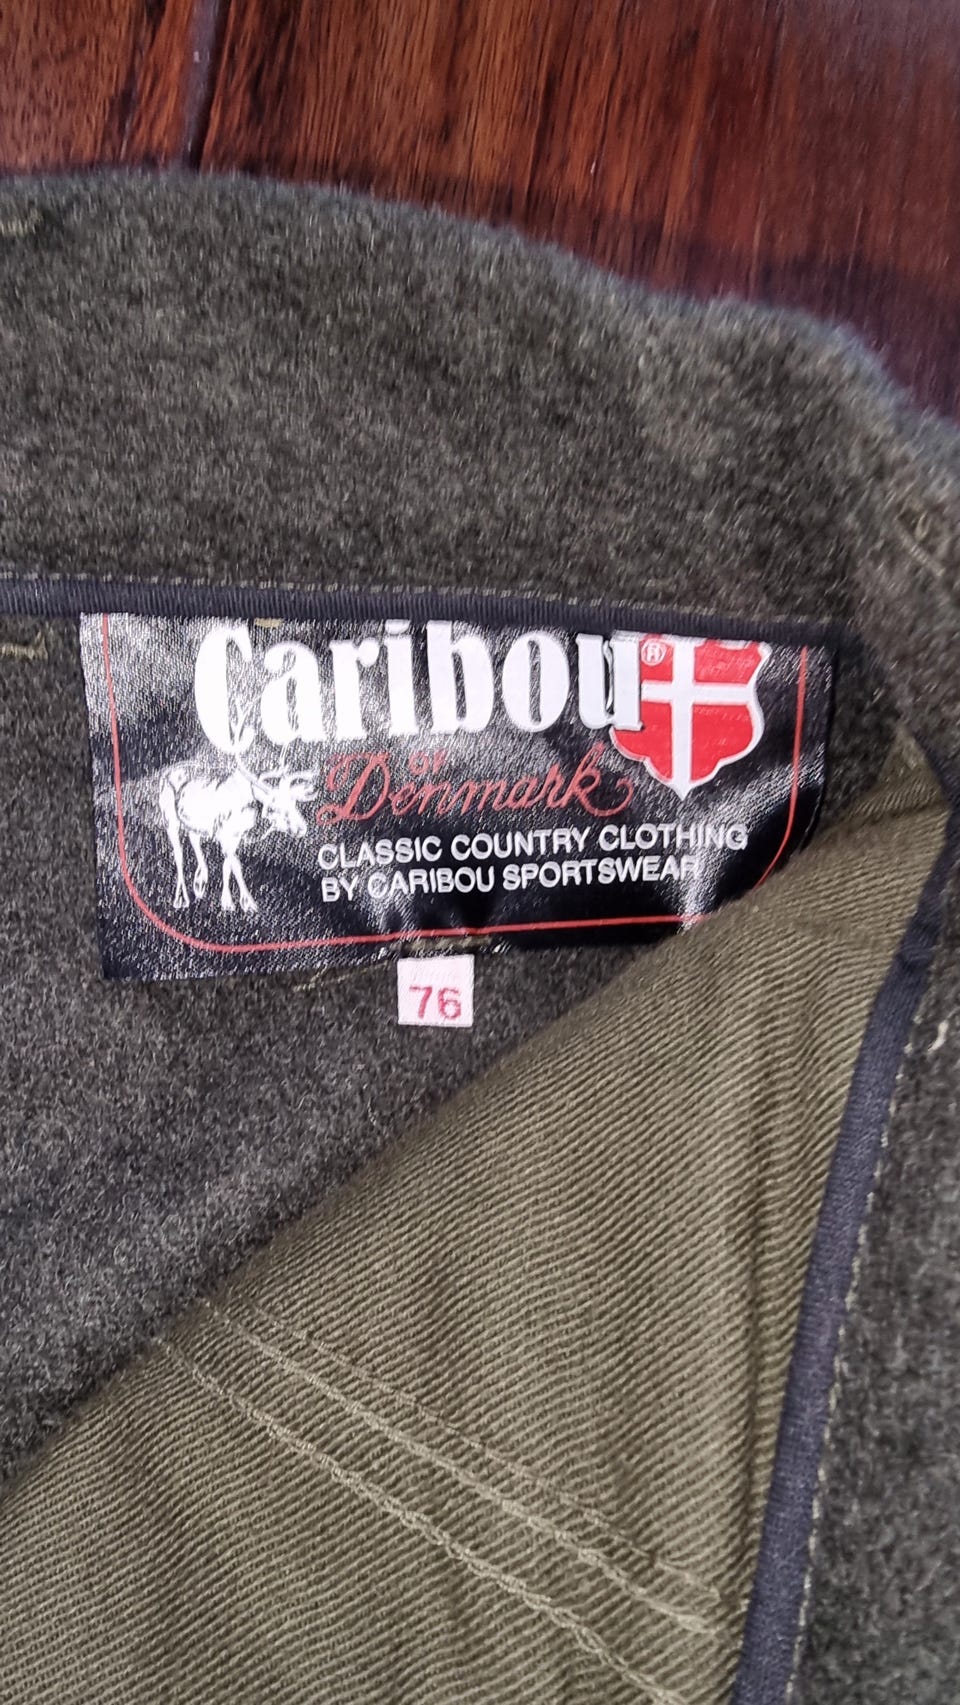 Caribou ®
of
Denmark
CLASSIC COUNTRY CLOTHING
BY CARIBOU SPORTSWEAR
76